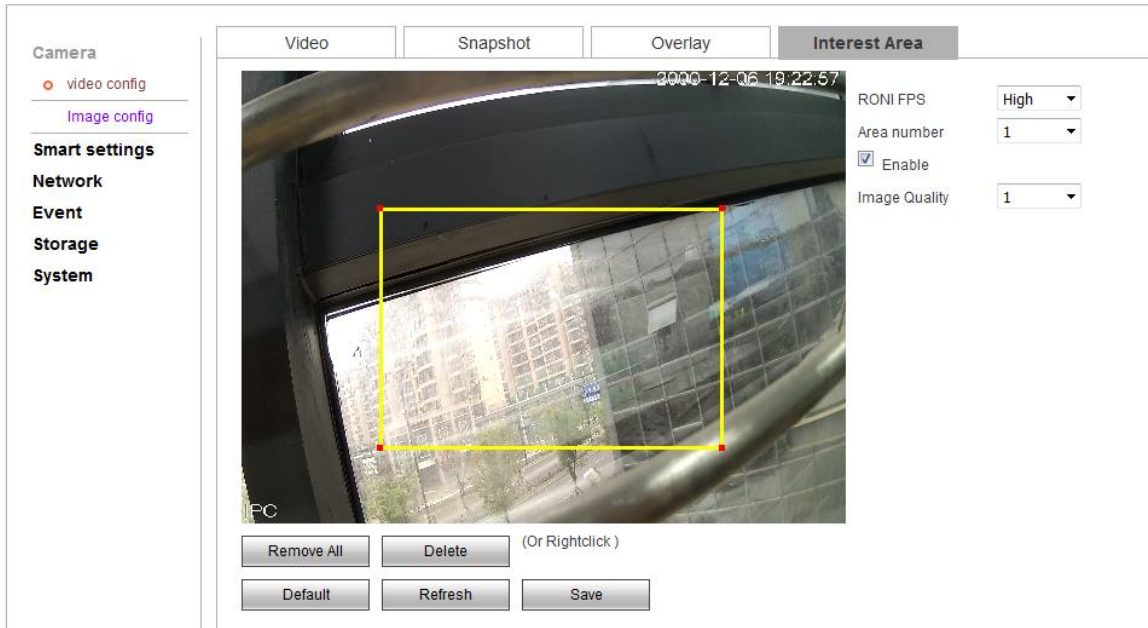 Camera
video config
Image config
Smart settings
Network
Event
Storage
System
Video Snapshot Overlay Interest Area
2000-12-06 19:22:57
IPC
RONI FPS High
Area number 1
Enable
Image Quality 1
Remove All Delete (Or Rightclick )
Default Refresh Save